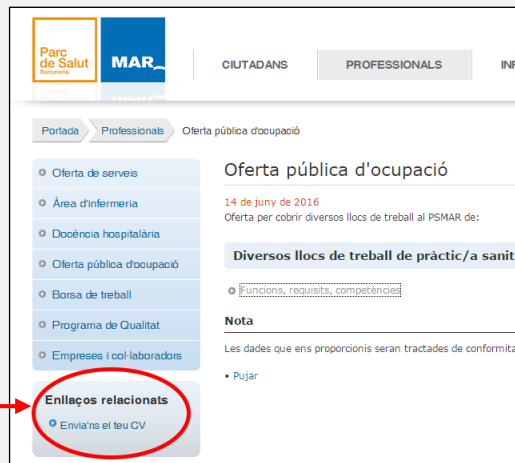 Parc
de Salut
Barcelona
MAR
CIUTADANS
PROFESSIONALS
INF
Portada
Professionals
Oferta pública d'ocupació
Oferta de serveis
Àrea d'infermeria
Docència hospitalària
Oferta pública d'ocupació
Borsa de treball
Programa de Qualitat
Empreses i col·laboradors
Enllaços relacionats
Envia'ns el teu CV
Oferta pública d'ocupació
14 de juny de 2016
Oferta per cobrir diversos llocs de treball al PSMAR de:
Diversos llocs de treball de pràctic/a sanit
Funcions, requisits, competències
Nota
Les dades que ens proporcionis seran tractades de conformita
• Pujar